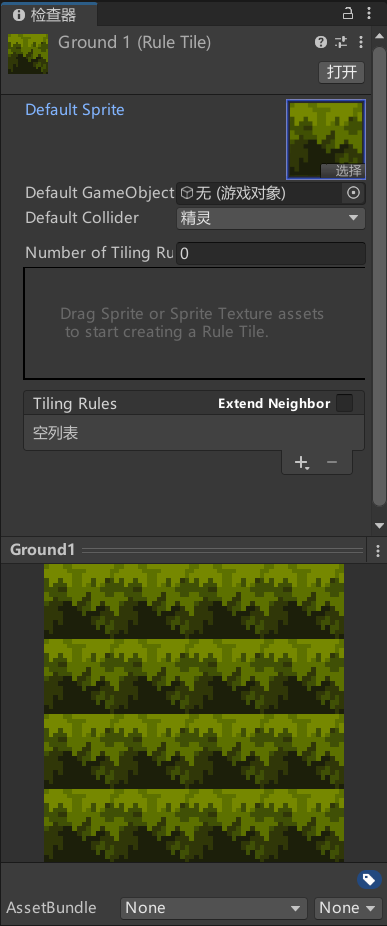 检查器
Ground 1 (Rule Tile)
打开
Default Sprite
选择
Default GameObject
无 (游戏对象)
Default Collider
精灵
Number of Tiling Ru
0
Drag Sprite or Sprite Texture assets
to start creating a Rule Tile.
Tiling Rules
Extend Neighbor
空列表
Ground1
AssetBundle
None
None